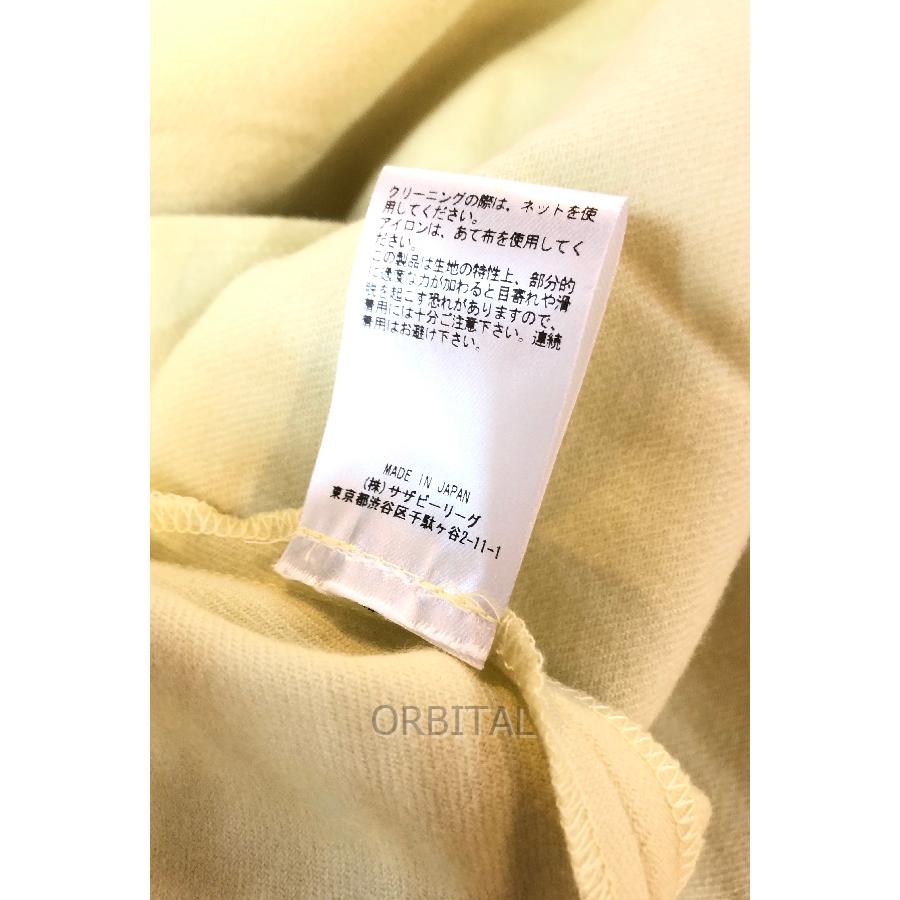 クリーニングの際は、ネットを使
用してください。
アイロンは、あて布を使用してく
ださい。
この製品は生地の特性上、部分的
に過度な力が加わると目寄れや滑
脱を起こす恐れがありますので、
着用には十分ご注意下さい。連続
着用はお避け下さい。
MADE IN JAPAN
(株)サザビーリーグ
東京都渋谷区千駄ヶ谷2-11-1
ORBITAL